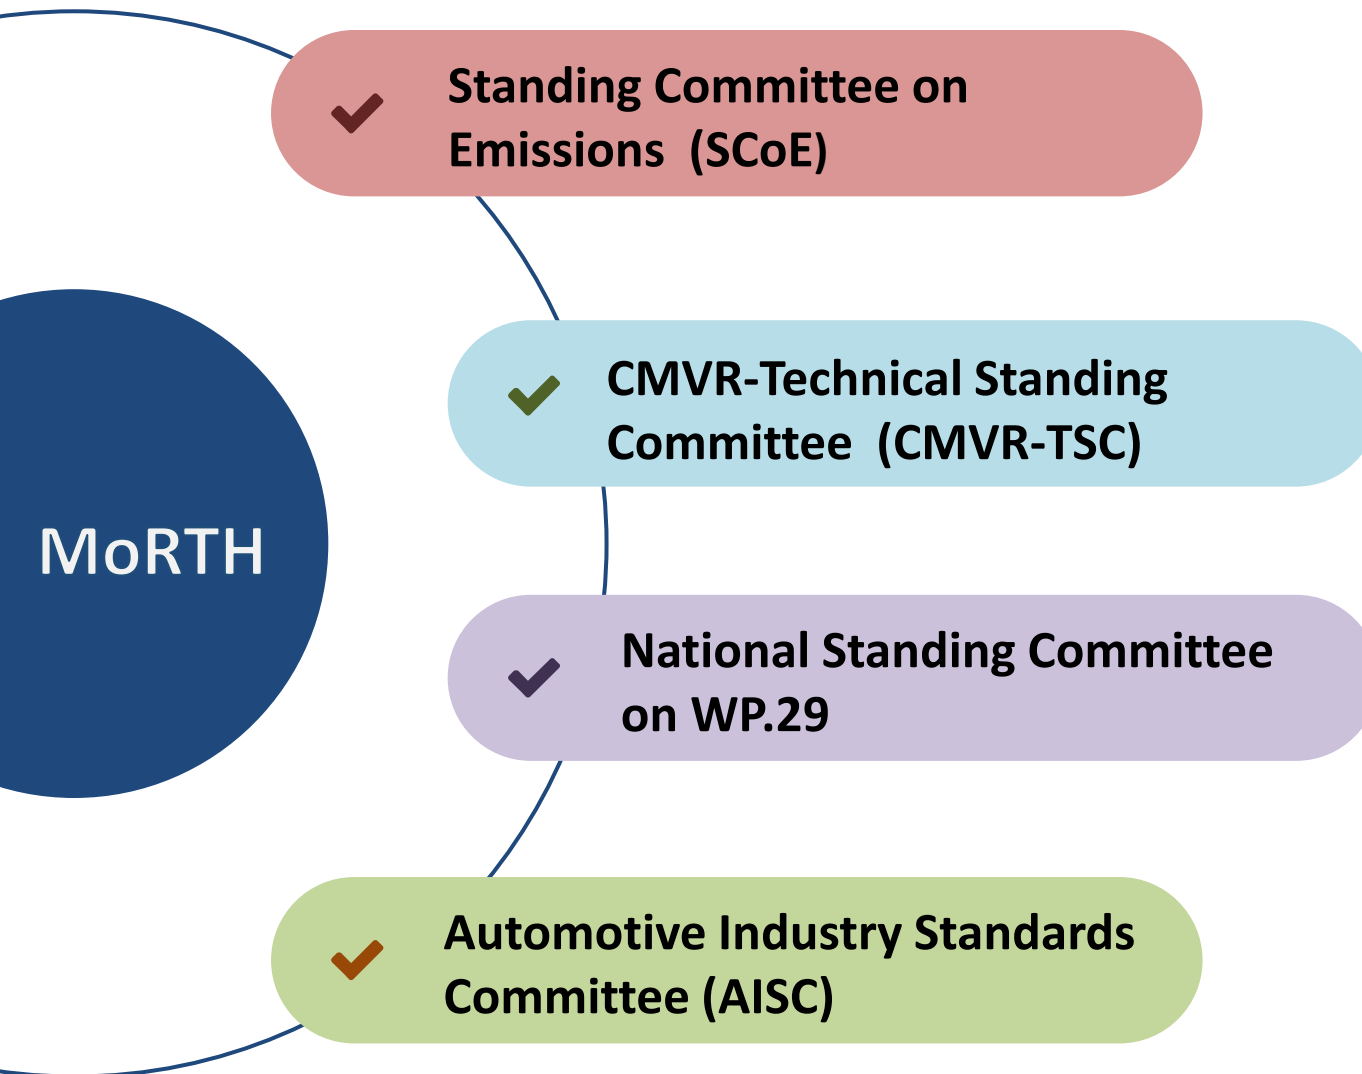 Standing Committee on
Emissions (SCoE)
CMVR-Technical Standing
Committee (CMVR-TSC)
MoRTH
National Standing Committee
on WP.29
Automotive Industry Standards
Committee (AISC)